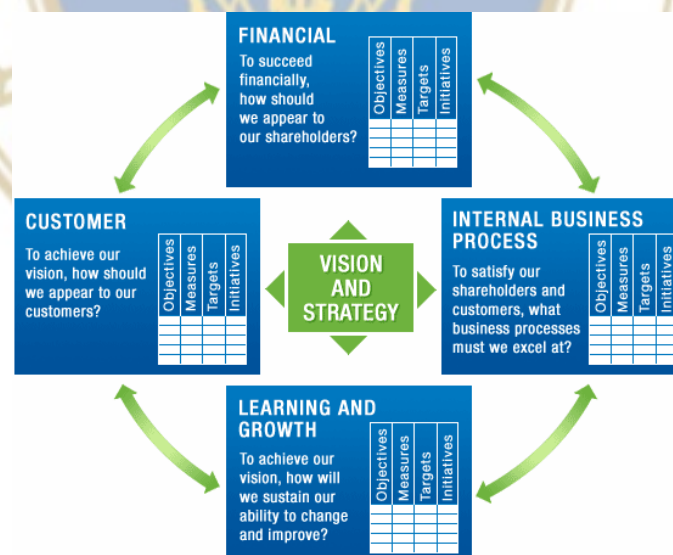 FINANCIAL
To succeed
financially,
how should
we appear to
our shareholders?
Objectives
Measures
Targets
Initiatives
CUSTOMER
To achieve our
vision, how should
we appear to our
customers?
Objectives
Measures
Targets
Initiatives
VISION
AND
STRATEGY
INTERNAL BUSINESS
PROCESS
To satisfy our
shareholders and
customers, what
business processes
must we excel at?
Objectives
Measures
Targets
Initiatives
LEARNING AND
GROWTH
To achieve our
vision, how will
we sustain our
ability to change
and improve?
Objectives
Measures
Targets
Initiatives